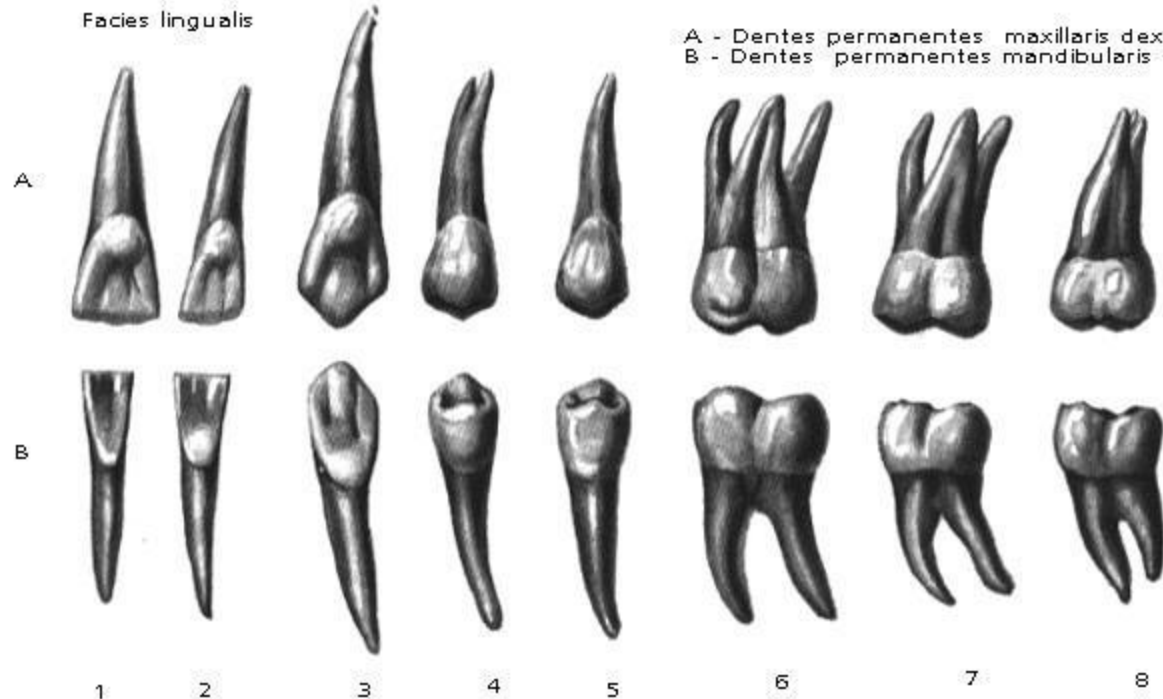 Facies lingualis
A - Dentes permanentes maxillaris dex
B - Dentes permanentes mandibularis
A
B
1 2 3 4 5 6 7 8